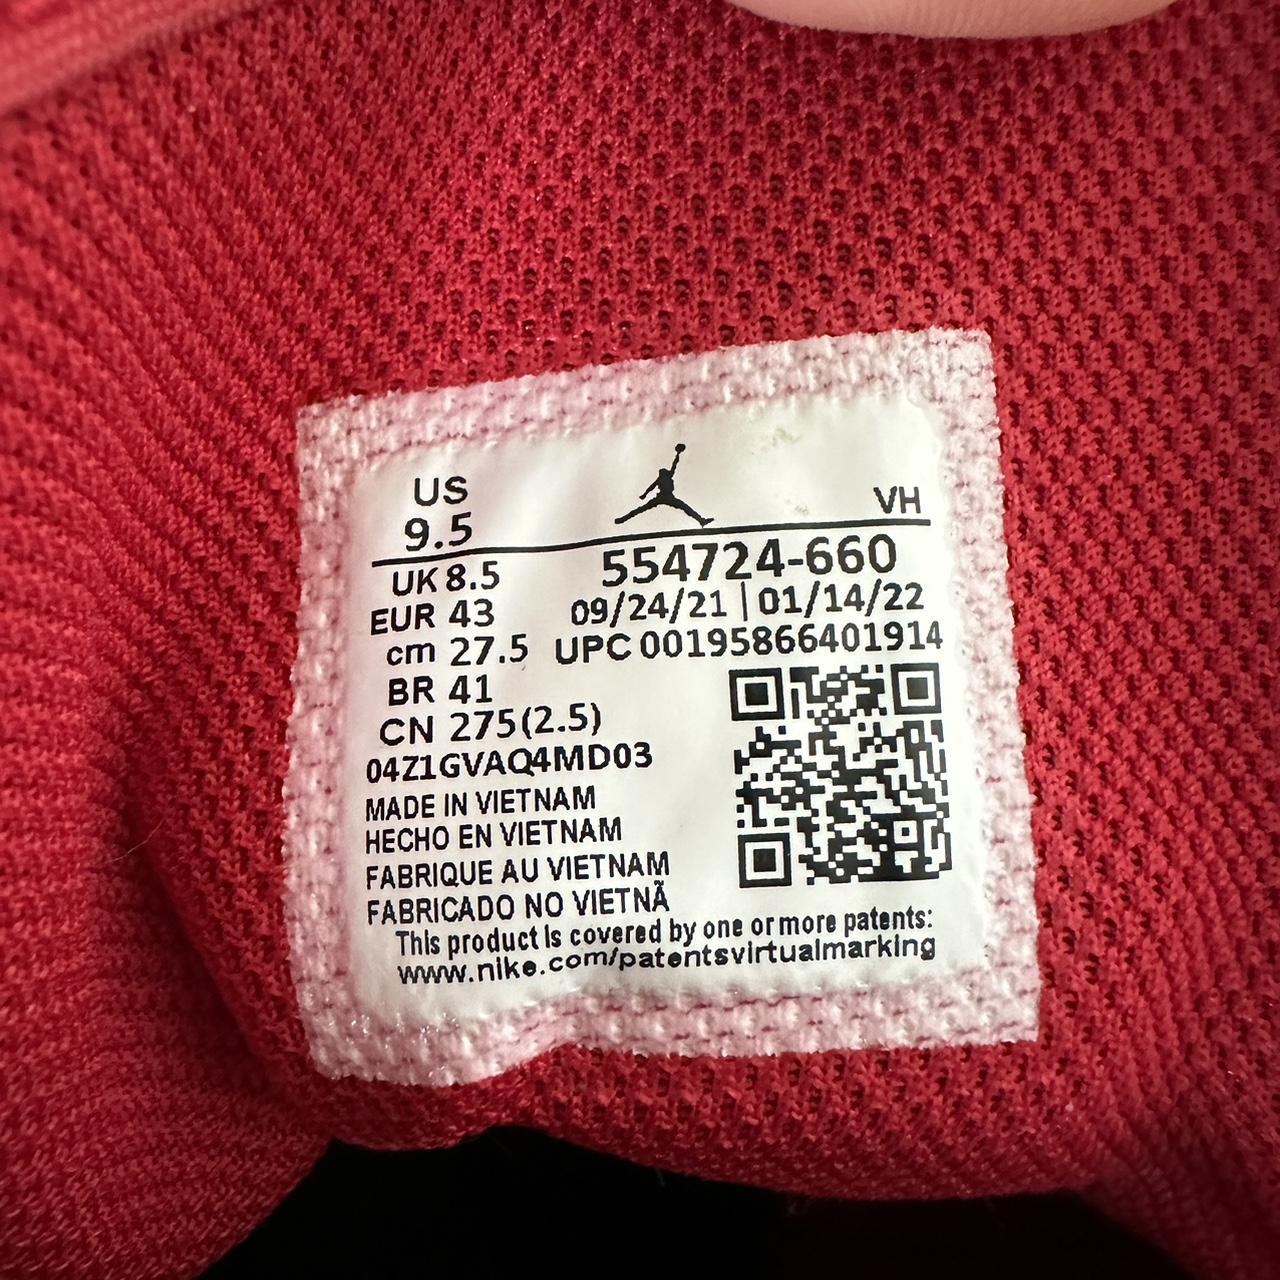 US
9.5
VH
UK 8.5
554724-660
EUR 43
09/24/21 | 01/14/22
cm 27.5
UPC 00195866401914
BR 41
CN 275(2.5)
04Z1GVAQ4MD03
MADE IN VIETNAM
HECHO EN VIETNAM
FABRIQUE AU VIETNAM
FABRICADO NO VIETNÃ
This product is covered by one or more patents:
www.nike.com/patentsvirtualmarking